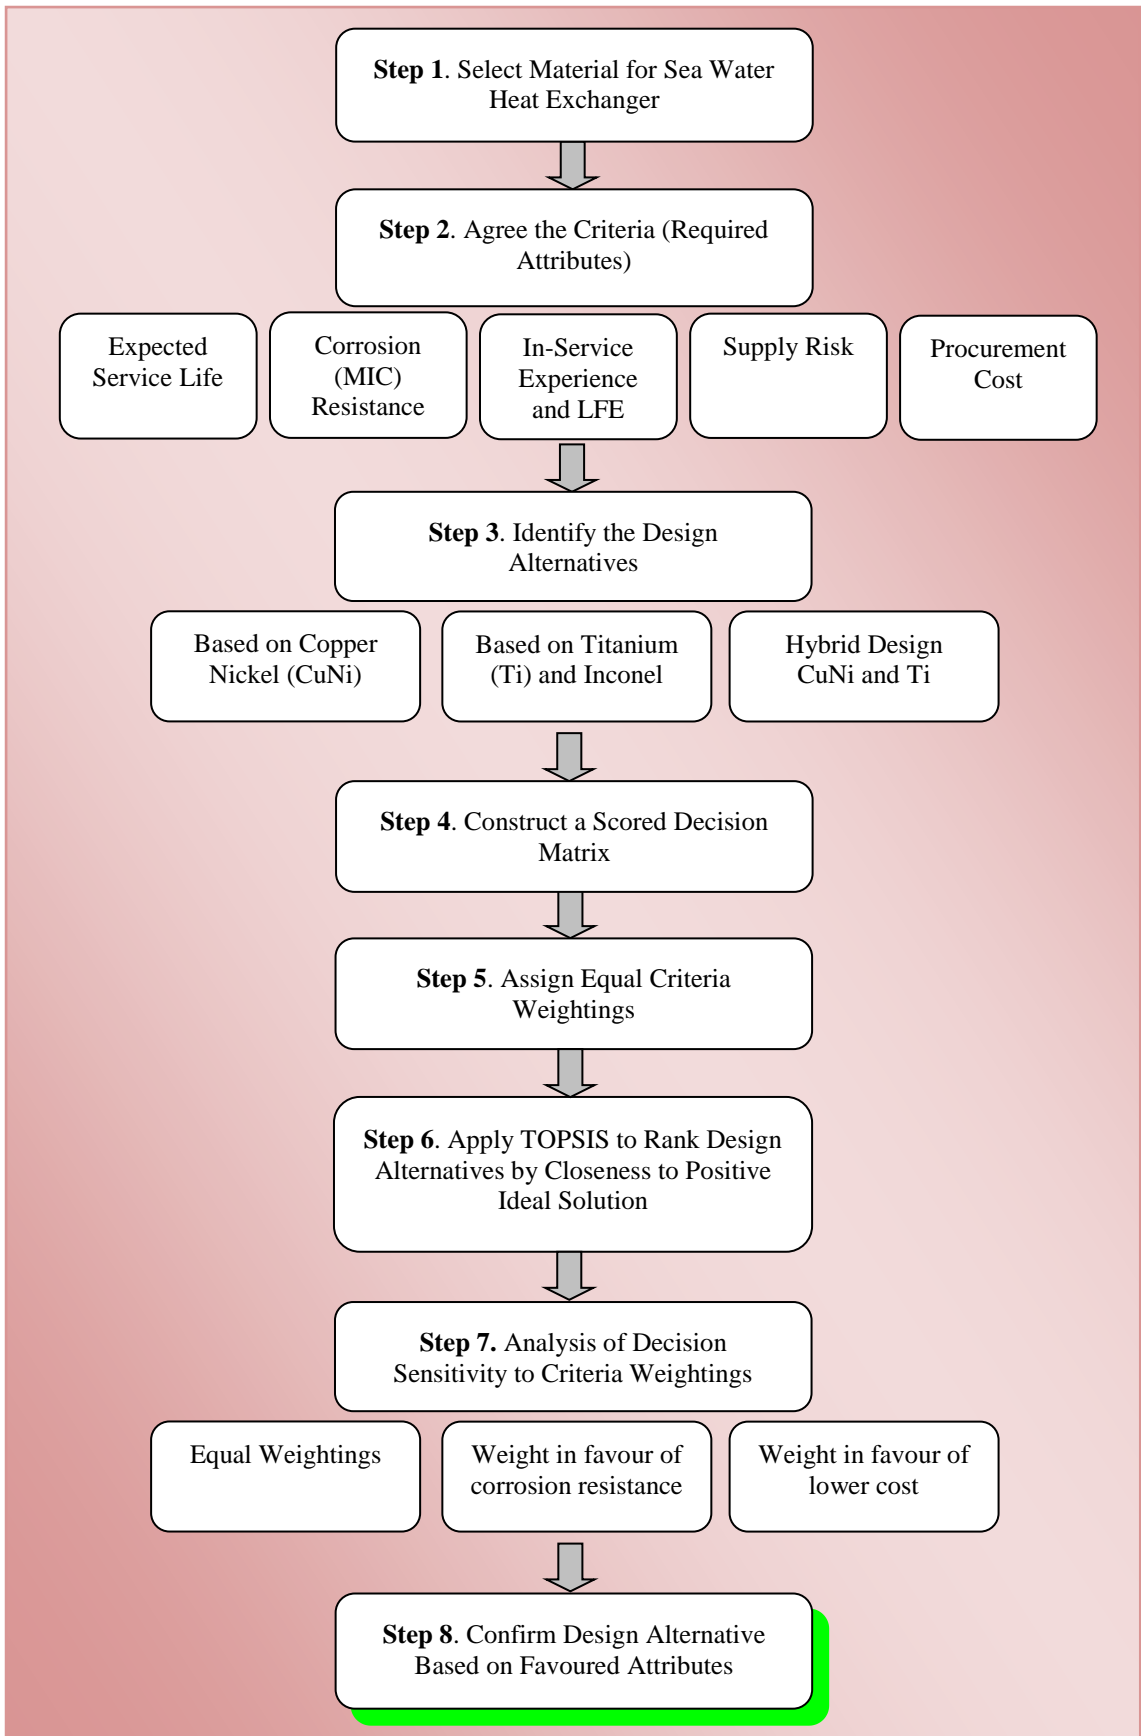 Step 1. Select Material for Sea Water
Heat Exchanger
Step 2. Agree the Criteria (Required
Attributes)
Expected
Service Life
Corrosion
(MIC)
Resistance
In-Service
Experience
and LFE
Supply Risk
Procurement
Cost
Step 3. Identify the Design
Alternatives
Based on Copper
Nickel (CuNi)
Based on Titanium
(Ti) and Inconel
Hybrid Design
CuNi and Ti
Step 4. Construct a Scored Decision
Matrix
Step 5. Assign Equal Criteria
Weightings
Step 6. Apply TOPSIS to Rank Design
Alternatives by Closeness to Positive
Ideal Solution
Step 7. Analysis of Decision
Sensitivity to Criteria Weightings
Equal Weightings
Weight in favour of
corrosion resistance
Weight in favour of
lower cost
Step 8. Confirm Design Alternative
Based on Favoured Attributes